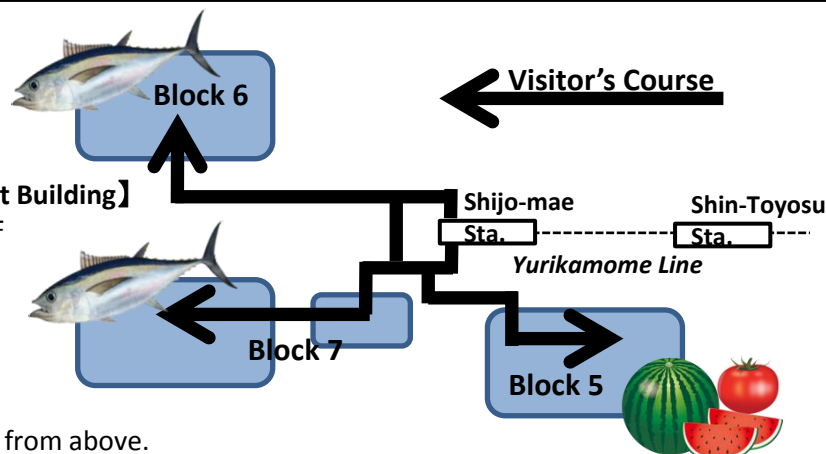 Block 6
Visitor's Course
t Building】
Shijo-mae
Sta.
Shin-Toyosu
Sta.
Yurikamome Line
Block 7
Block 5
from above.